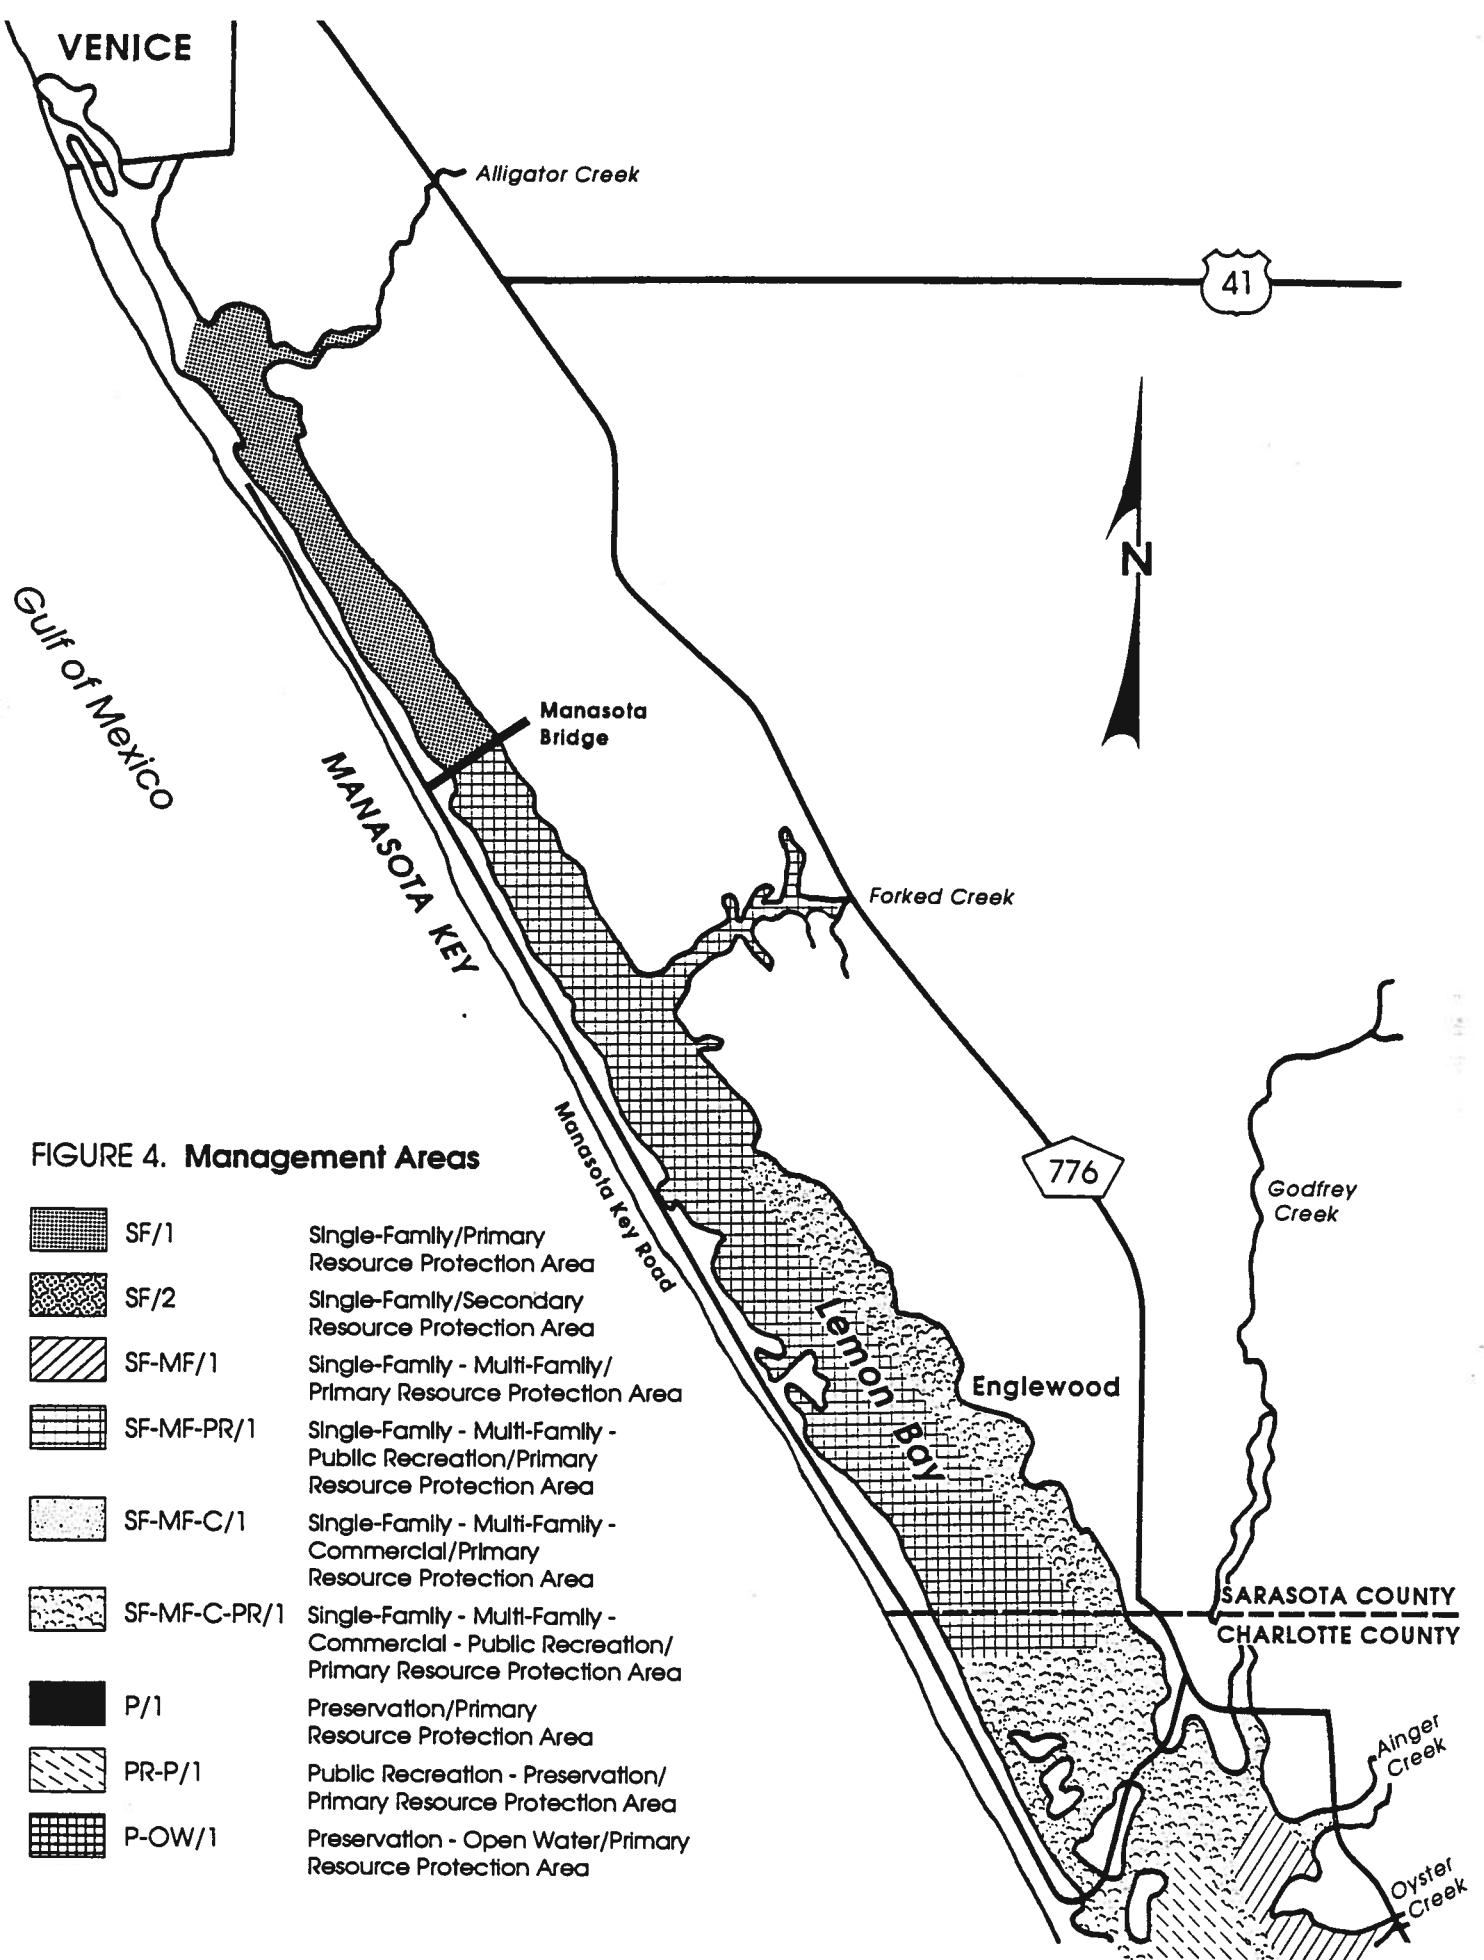 VENICE
Alligator Creek
41
N
Gulf of Mexico
Manasota
Bridge
MANASOTA KEY
Forked Creek
Manasota Key Road
776
Godfrey
Creek
Lemon Bay
Englewood
SARASOTA COUNTY
CHARLOTTE COUNTY
Ainger
Creek
Oyster
Creek
FIGURE 4. Management Areas
SF/1 Single-Family/Primary
Resource Protection Area
SF/2 Single-Family/Secondary
Resource Protection Area
SF-MF/1 Single-Family - Multi-Family/
Primary Resource Protection Area
SF-MF-PR/1 Single-Family - Multi-Family -
Public Recreation/Primary
Resource Protection Area
SF-MF-C/1 Single-Family - Multi-Family -
Commercial/Primary
Resource Protection Area
SF-MF-C-PR/1 Single-Family - Multi-Family -
Commercial - Public Recreation/
Primary Resource Protection Area
P/1 Preservation/Primary
Resource Protection Area
PR-P/1 Public Recreation - Preservation/
Primary Resource Protection Area
P-OW/1 Preservation - Open Water/Primary
Resource Protection Area